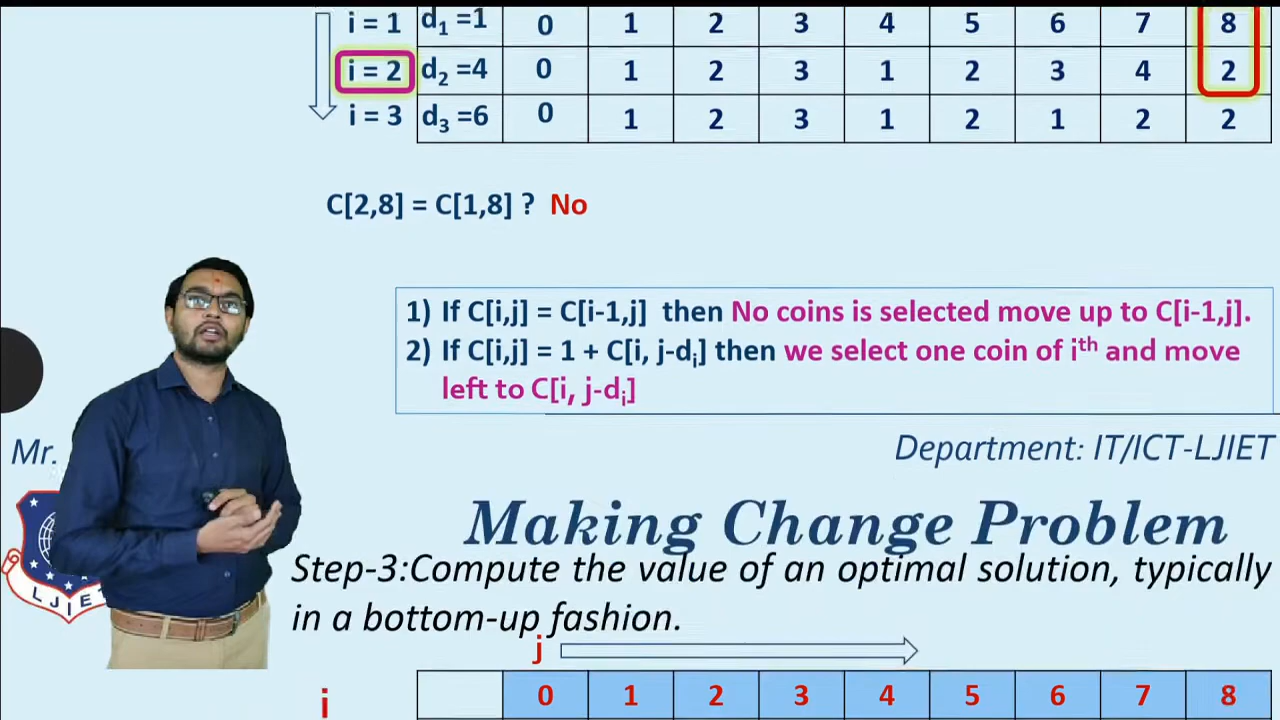 i = 1 d1 =1 0 1 2 3 4 5 6 7 8
i = 2 d2 =4 0 1 2 3 1 2 3 4 2
i = 3 d3 =6 0 1 2 3 1 2 1 2 2
C[2,8] = C[1,8] ? No
1) If C[i,j] = C[i-1,j] then No coins is selected move up to C[i-1,j].
2) If C[i,j] = 1 + C[i, j-di] then we select one coin of ith and move
left to C[i, j-di]
Mr.
Department: IT/ICT-LJIET
LJIET
Making Change Problem
Step-3:Compute the value of an optimal solution, typically
in a bottom-up fashion.
j
i 0 1 2 3 4 5 6 7 8